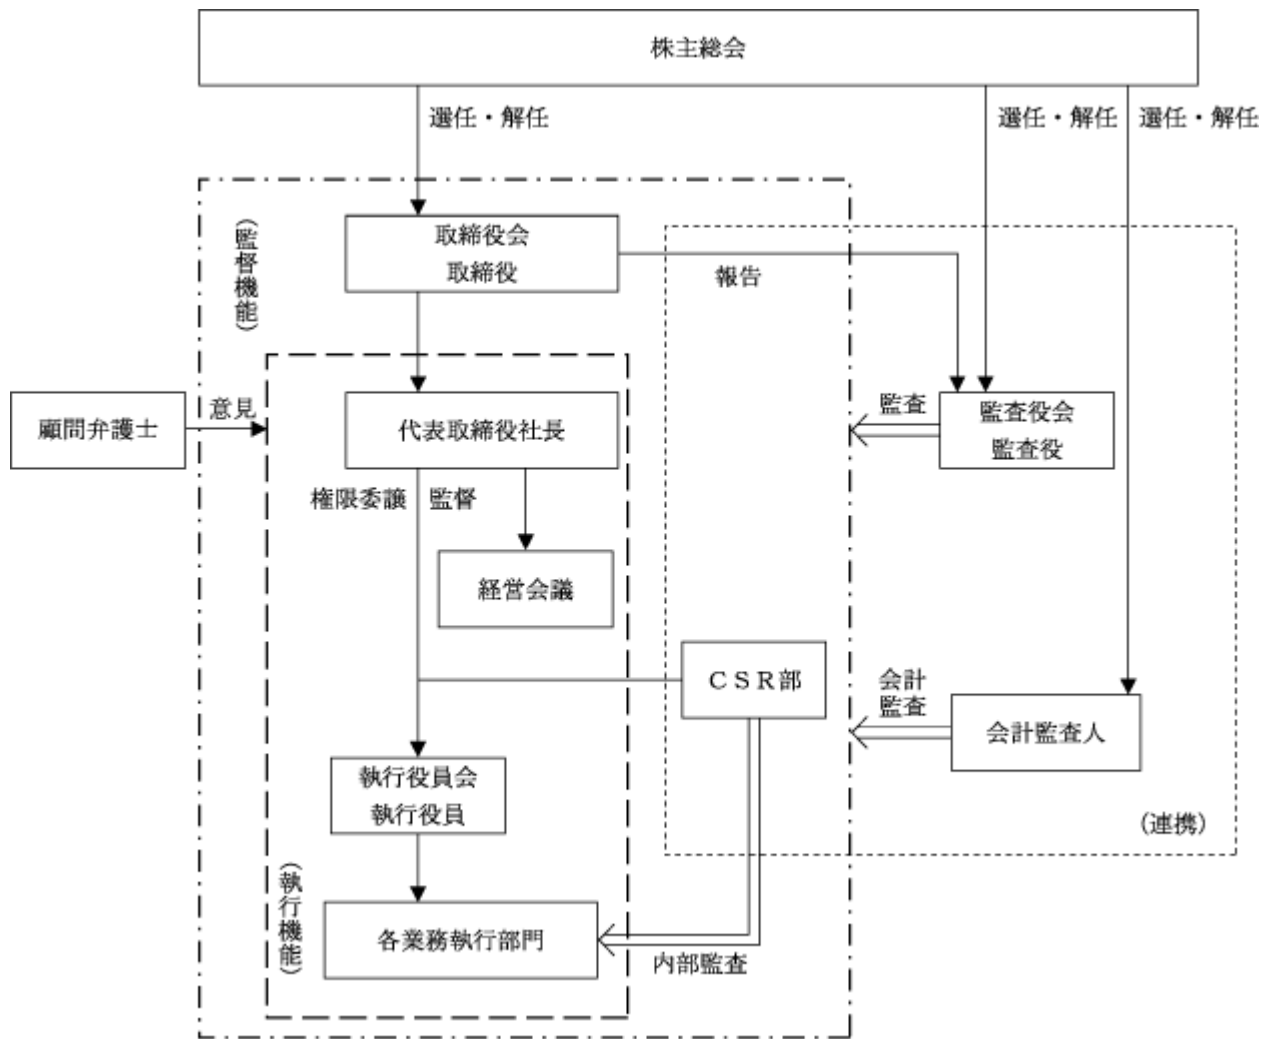 株主総会
選任・解任
選任・解任
選任・解任
(監督機能)
取締役会
取締役
報告
顧問弁護士
意見
代表取締役社長
監査
監査役会
監査役
権限委譲
監督
経営会議
CSR部
会計
監査
会計監査人
執行役員会
執行役員
(連携)
(執行機能)
各業務執行部門
内部監査